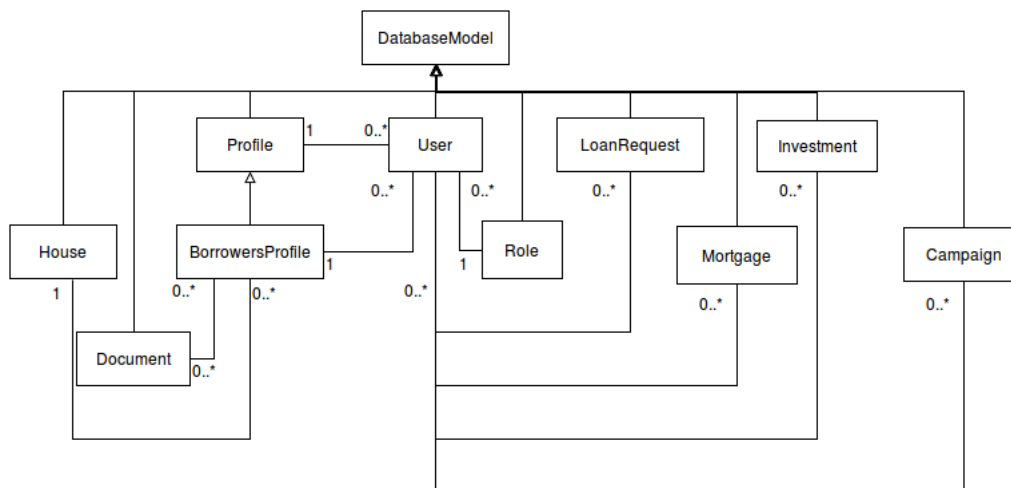 DatabaseModel
Profile
1
0..*
User
LoanRequest
Investment
0..*
0..*
0..*
0..*
House
BorrowersProfile
1
1
Role
Mortgage
Campaign
1
0..*
0..*
0..*
0..*
0..*
Document
0..*